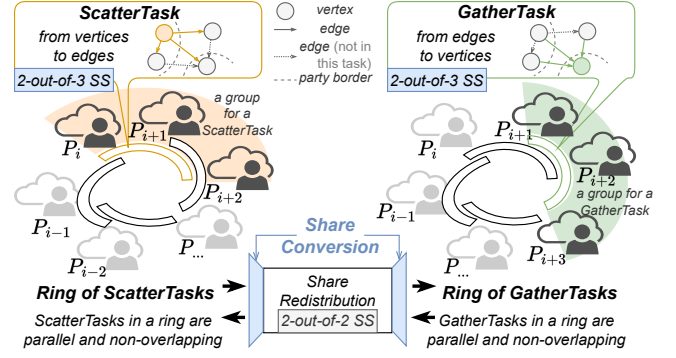 ScatterTask
from vertices
to edges
2-out-of-3 SS
vertex
edge
edge (not in
this task)
party border
GatherTask
from edges
to vertices
2-out-of-3 SS
a group
for a
ScatterTask
P_i
P_{i+1}
P_{i+2}
P_{i-1}
P_{i-2}
P_{...}
P_i
P_{i+1}
P_{i+2}
a group for a
GatherTask
P_{i-1}
P_{...}
P_{i+3}
Share
Conversion
Share
Redistribution
2-out-of-2 SS
Ring of ScatterTasks
ScatterTasks in a ring are
parallel and non-overlapping
Ring of GatherTasks
GatherTasks in a ring are
parallel and non-overlapping